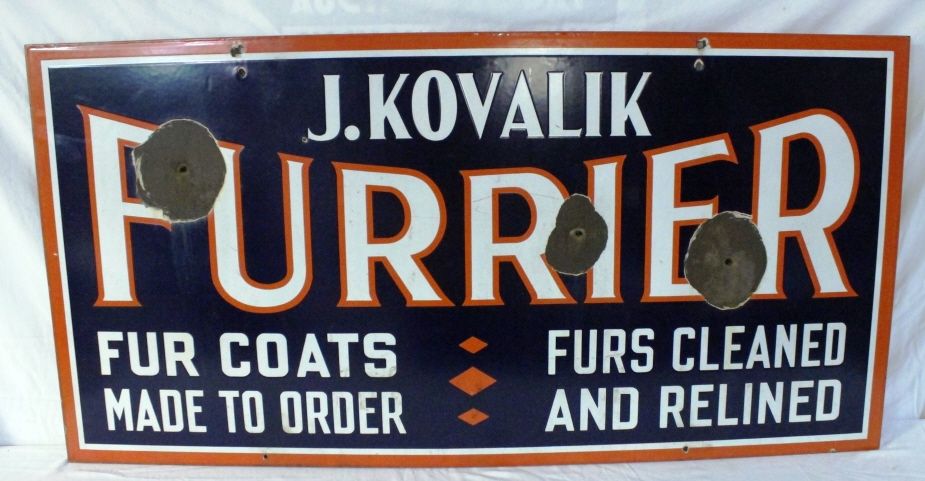 J. KOVALIK
FURRIER
FUR COATS
MADE TO ORDER
FURS CLEANED
AND RELINED